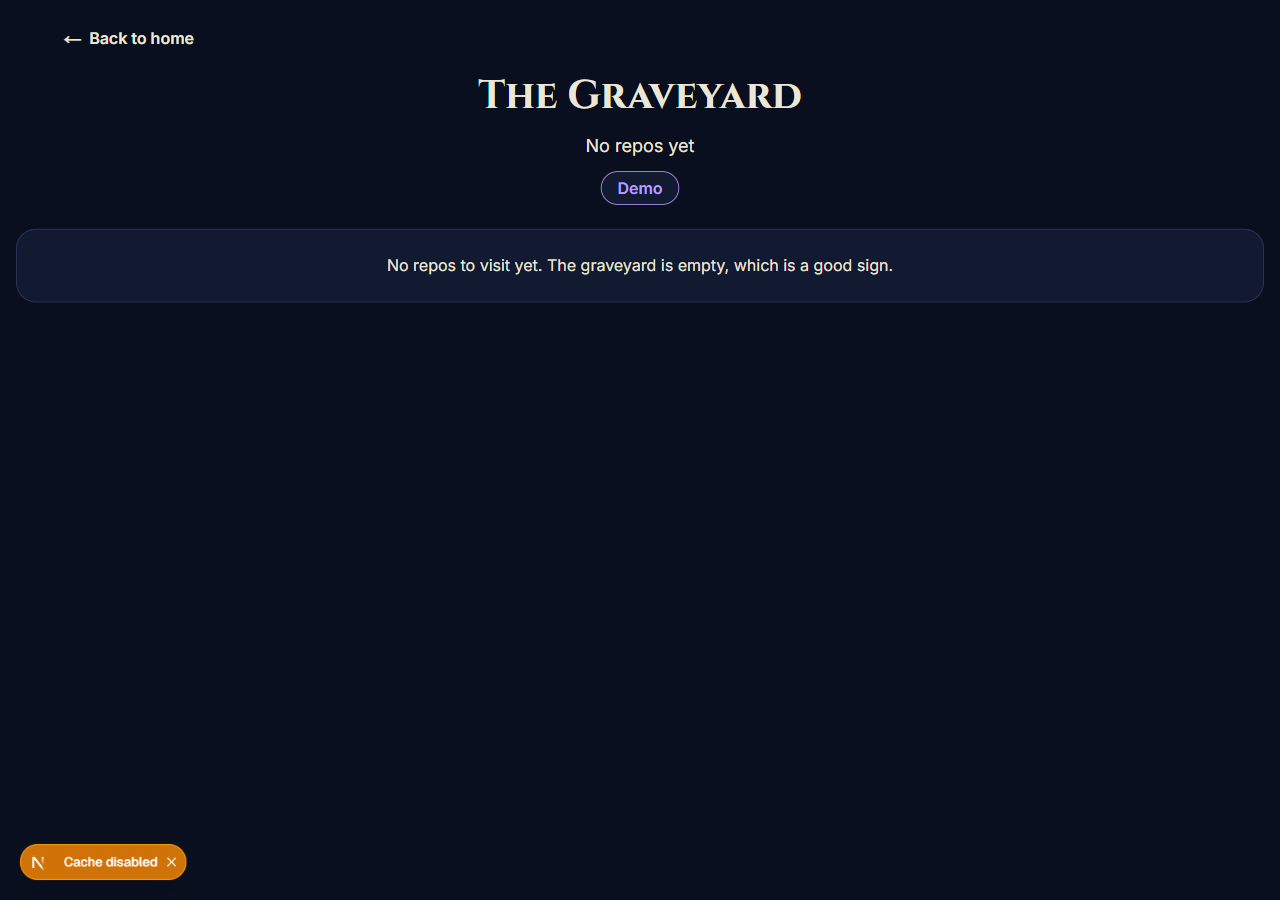 ← Back to home
The Graveyard
No repos yet
Demo
No repos to visit yet. The graveyard is empty, which is a good sign.
N Cache disabled ×